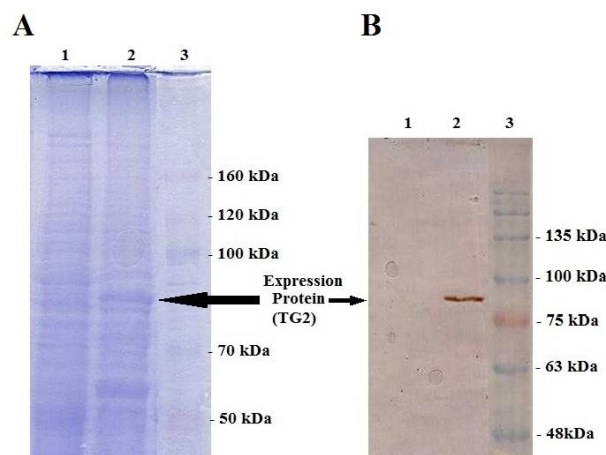 A
B
1 2 3
1 2 3
- 160 kDa
- 120 kDa
- 100 kDa
- 70 kDa
- 50 kDa
Expression
Protein
(TG2)
- 135 kDa
- 100 kDa
- 75 kDa
- 63 kDa
- 48kDa